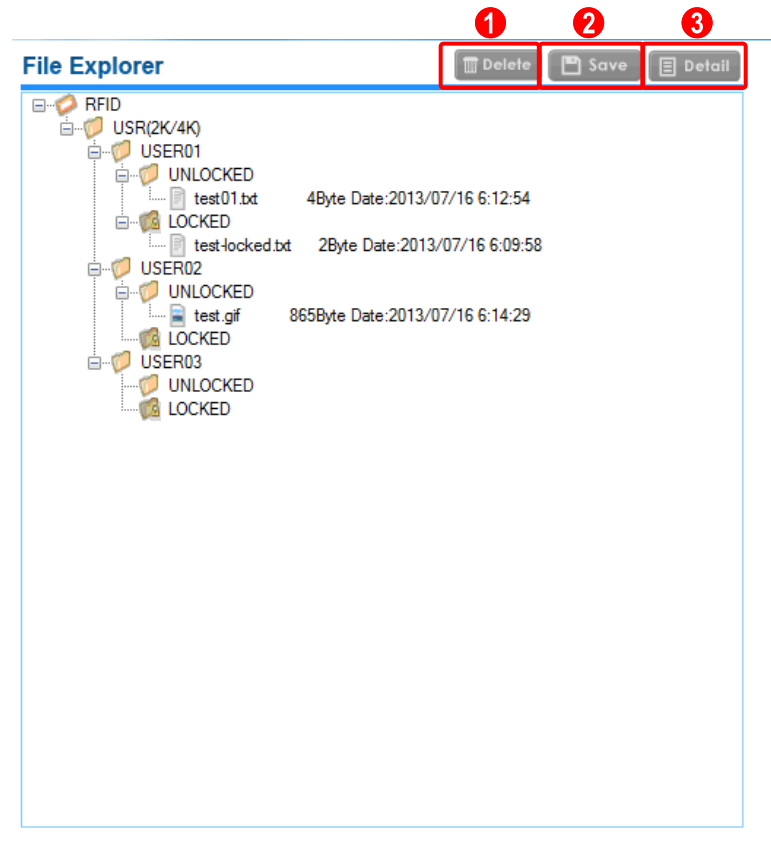 1 2 3
File Explorer Delete Save Detail
RFID
USR(2K/4K)
USER01
UNLOCKED
test01.txt 4Byte Date:2013/07/16 6:12:54
LOCKED
test-locked.txt 2Byte Date:2013/07/16 6:09:58
USER02
UNLOCKED
test.gif 865Byte Date:2013/07/16 6:14:29
LOCKED
USER03
UNLOCKED
LOCKED